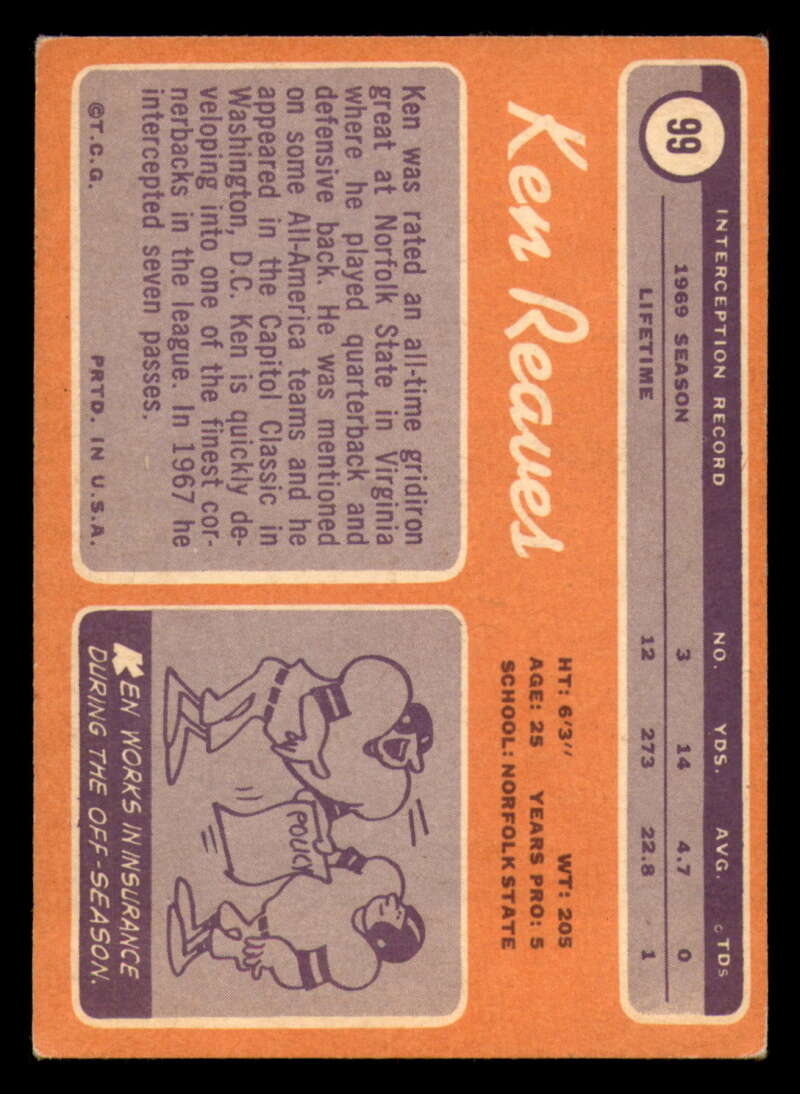 99
INTERCEPTION RECORD NO. YDS. AVG. TDs
1969 SEASON 3 14 4.7 0
LIFETIME 12 273 22.8 1
Ken Reaves
HT: 6'3" WT: 205
AGE: 25 YEARS PRO: 5
SCHOOL: NORFOLK STATE
Ken was rated an all-time gridiron
great at Norfolk State in Virginia
where he played quarterback and
defensive back. He was mentioned
on some All-America teams and he
appeared in the Capitol Classic in
Washington, D.C. Ken is quickly de-
veloping into one of the finest cor-
nerbacks in the league. In 1967 he
intercepted seven passes.
©T.C.G. PRTD. IN U.S.A.
POLICY
KEN WORKS IN INSURANCE
DURING THE OFF-SEASON.